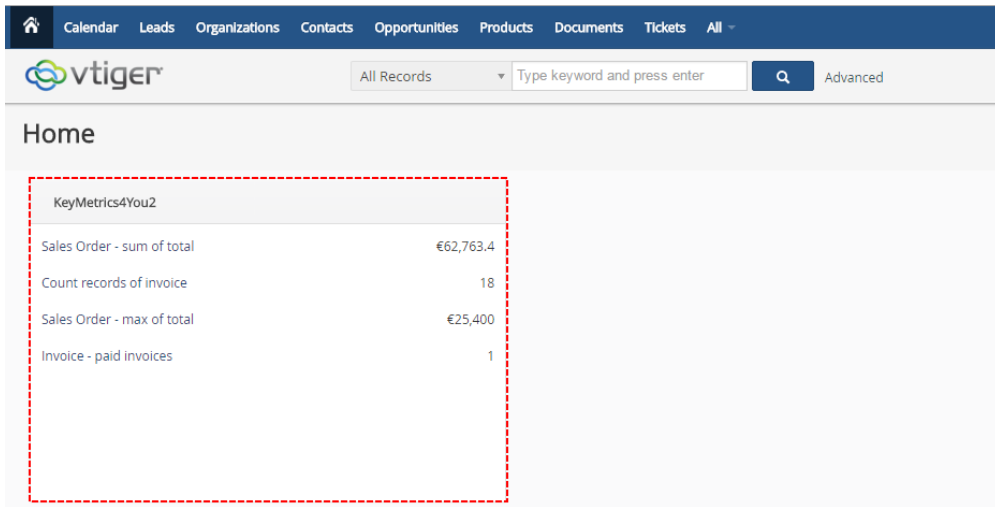 Calendar Leads Organizations Contacts Opportunities Products Documents Tickets All
vtiger All Records Type keyword and press enter Advanced
Home
KeyMetrics4You2
Sales Order - sum of total €62,763.4
Count records of invoice 18
Sales Order - max of total €25,400
Invoice - paid invoices 1